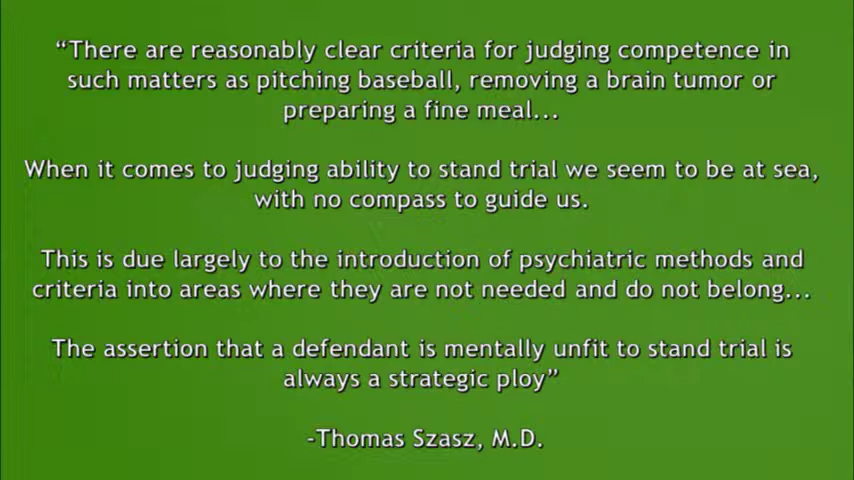 “There are reasonably clear criteria for judging competence in
such matters as pitching baseball, removing a brain tumor or
preparing a fine meal...
When it comes to judging ability to stand trial we seem to be at sea,
with no compass to guide us.
This is due largely to the introduction of psychiatric methods and
criteria into areas where they are not needed and do not belong...
The assertion that a defendant is mentally unfit to stand trial is
always a strategic ploy”
-Thomas Szasz, M.D.